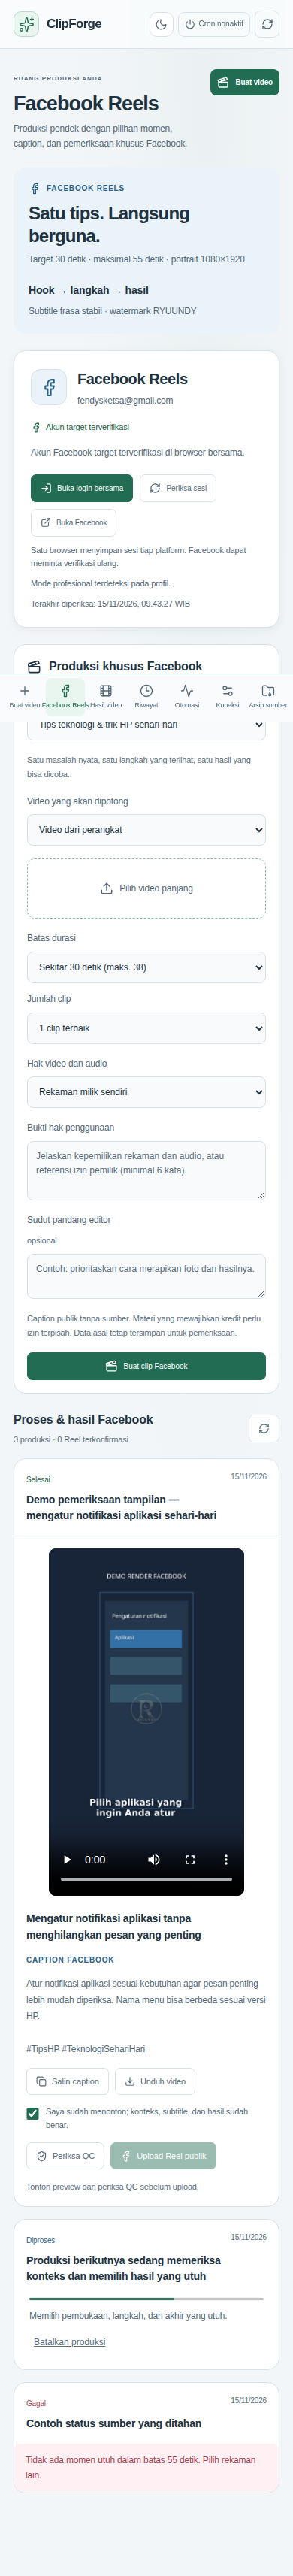 ClipForge
Cron nonaktif
RUANG PRODUKSI ANDA
Buat video
Facebook Reels
Produksi pendek dengan pilihan momen,
caption, dan pemeriksaan khusus Facebook.
FACEBOOK REELS
Satu tips. Langsung
berguna.
Target 30 detik · maksimal 55 detik · portrait 1080×1920
Hook → langkah → hasil
Subtitle frasa stabil · watermark RYUUNDY
Facebook Reels
fendysketsa@gmail.com
Akun target terverifikasi
Akun Facebook target terverifikasi di browser bersama.
Buka login bersama
Periksa sesi
Buka Facebook
Satu browser menyimpan sesi tiap platform. Facebook dapat
meminta verifikasi ulang.
Mode profesional terdeteksi pada profil.
Terakhir diperiksa: 15/11/2026, 09.43.27 WIB
Produksi khusus Facebook
Buat video
Facebook Reels
Hasil video
Riwayat
Otomasi
Koreksi
Arsip sumber
Tips teknologi & trik HP sehari-hari
Satu masalah nyata, satu langkah yang terlihat, satu hasil yang
bisa dicoba.
Video yang akan dipotong
Video dari perangkat
Pilih video panjang
Batas durasi
Sekitar 30 detik (maks. 38)
Jumlah clip
1 clip terbaik
Hak video dan audio
Rekaman milik sendiri
Bukti hak penggunaan
Jelaskan kepemilikan rekaman dan audio, atau
referensi izin pemilik (minimal 6 kata).
Sudut pandang editor
opsional
Contoh: prioritaskan cara merapikan foto dan hasilnya.
Caption publik tanpa sumber. Materi yang mewajibkan kredit perlu
izin terpisah. Data asal tetap tersimpan untuk pemeriksaan.
Buat clip Facebook
Proses & hasil Facebook
3 produksi · 0 Reel terkonfirmasi
Selesai
15/11/2026
Demo pemeriksaan tampilan —
mengatur notifikasi aplikasi sehari-hari
DEMO RENDER FACEBOOK
Pengaturan notifikasi
Aplikasi
R
Pilih aplikasi yang
ingin Anda atur
0:00
Mengatur notifikasi aplikasi tanpa
menghilangkan pesan yang penting
CAPTION FACEBOOK
Atur notifikasi aplikasi sesuai kebutuhan agar pesan penting
lebih mudah diperiksa. Nama menu bisa berbeda sesuai versi
HP.
#TipsHP #TeknologiSehariHari
Salin caption
Unduh video
Saya sudah menonton; konteks, subtitle, dan hasil sudah
benar.
Periksa QC
Upload Reel publik
Tonton preview dan periksa QC sebelum upload.
Diproses
15/11/2026
Produksi berikutnya sedang memeriksa
konteks dan memilih hasil yang utuh
Memilih pembukaan, langkah, dan akhir yang utuh.
Batalkan produksi
Gagal
15/11/2026
Contoh status sumber yang ditahan
Tidak ada momen utuh dalam batas 55 detik. Pilih rekaman
lain.